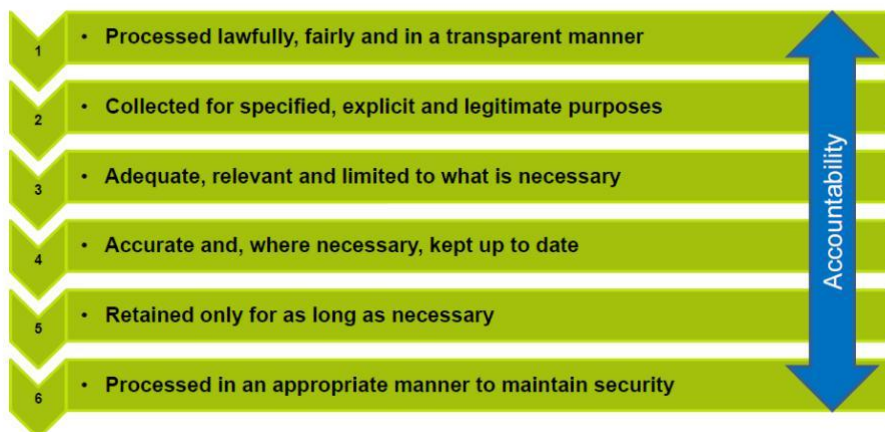 1 • Processed lawfully, fairly and in a transparent manner
2 • Collected for specified, explicit and legitimate purposes
3 • Adequate, relevant and limited to what is necessary
4 • Accurate and, where necessary, kept up to date
5 • Retained only for as long as necessary
6 • Processed in an appropriate manner to maintain security
Accountability